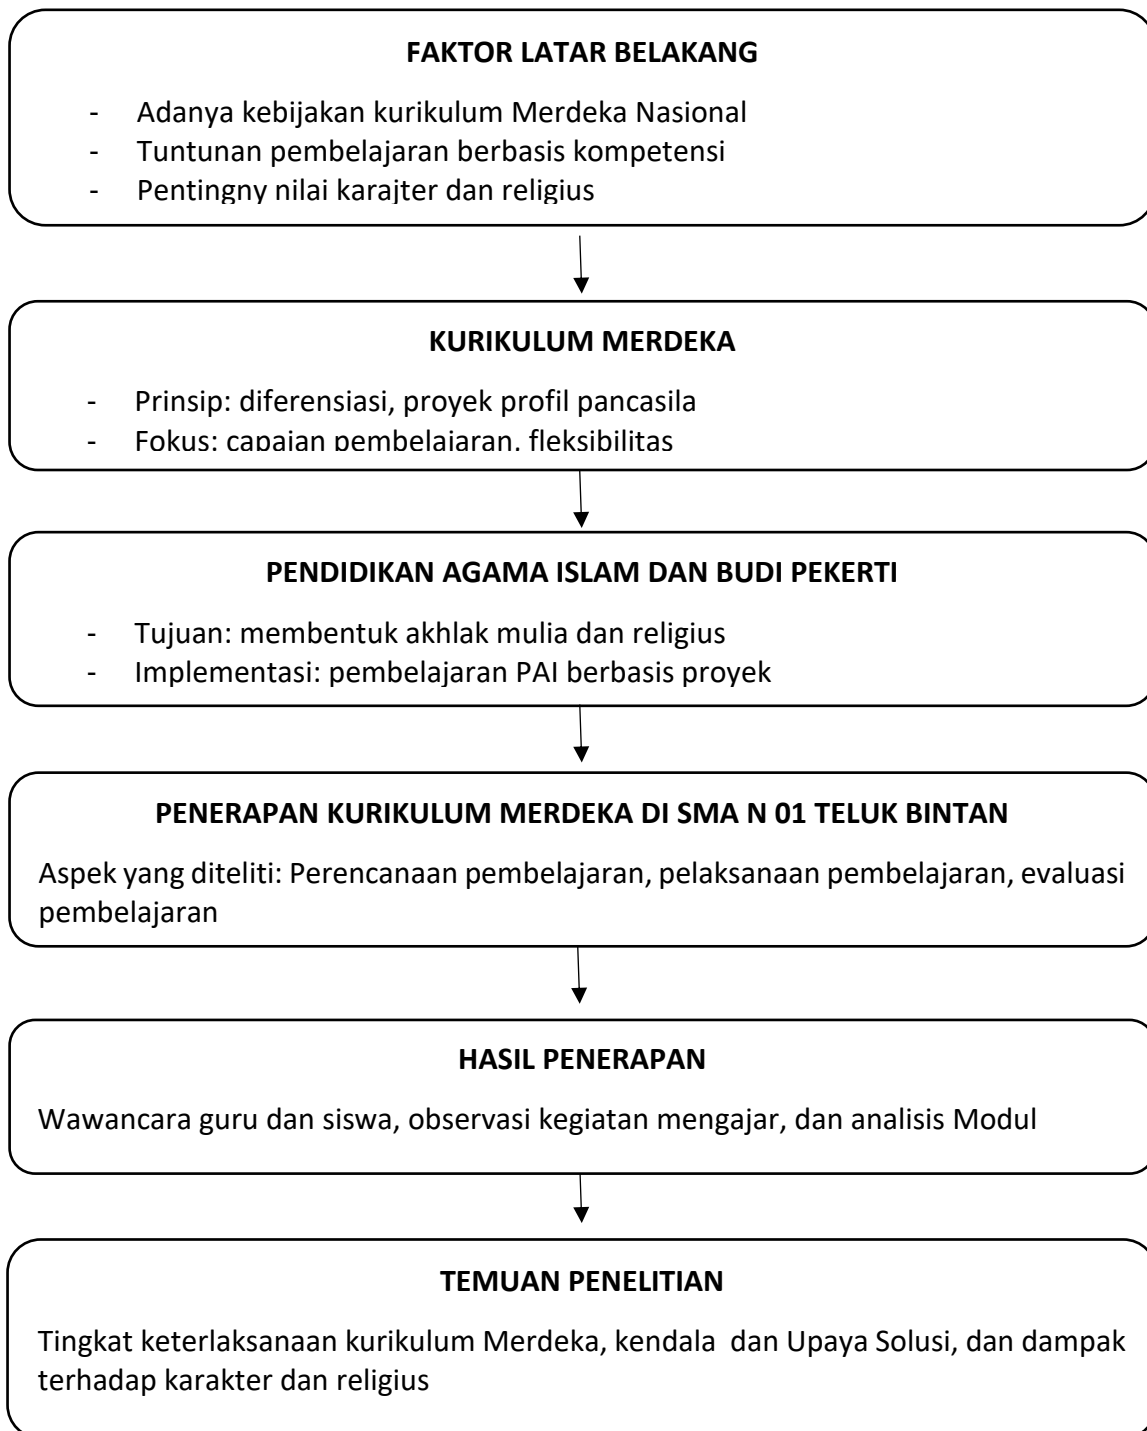 FAKTOR LATAR BELAKANG
- Adanya kebijakan kurikulum Merdeka Nasional
- Tuntunan pembelajaran berbasis kompetensi
- Pentingny nilai karajter dan religius
KURIKULUM MERDEKA
- Prinsip: diferensiasi, proyek profil pancasila
- Fokus: capaian pembelajaran, fleksibilitas
PENDIDIKAN AGAMA ISLAM DAN BUDI PEKERTI
- Tujuan: membentuk akhlak mulia dan religius
- Implementasi: pembelajaran PAI berbasis proyek
PENERAPAN KURIKULUM MERDEKA DI SMA N 01 TELUK BINTAN
Aspek yang diteliti: Perencanaan pembelajaran, pelaksanaan pembelajaran, evaluasi
pembelajaran
HASIL PENERAPAN
Wawancara guru dan siswa, observasi kegiatan mengajar, dan analisis Modul
TEMUAN PENELITIAN
Tingkat keterlaksanaan kurikulum Merdeka, kendala  dan Upaya Solusi, dan dampak
terhadap karakter dan religius